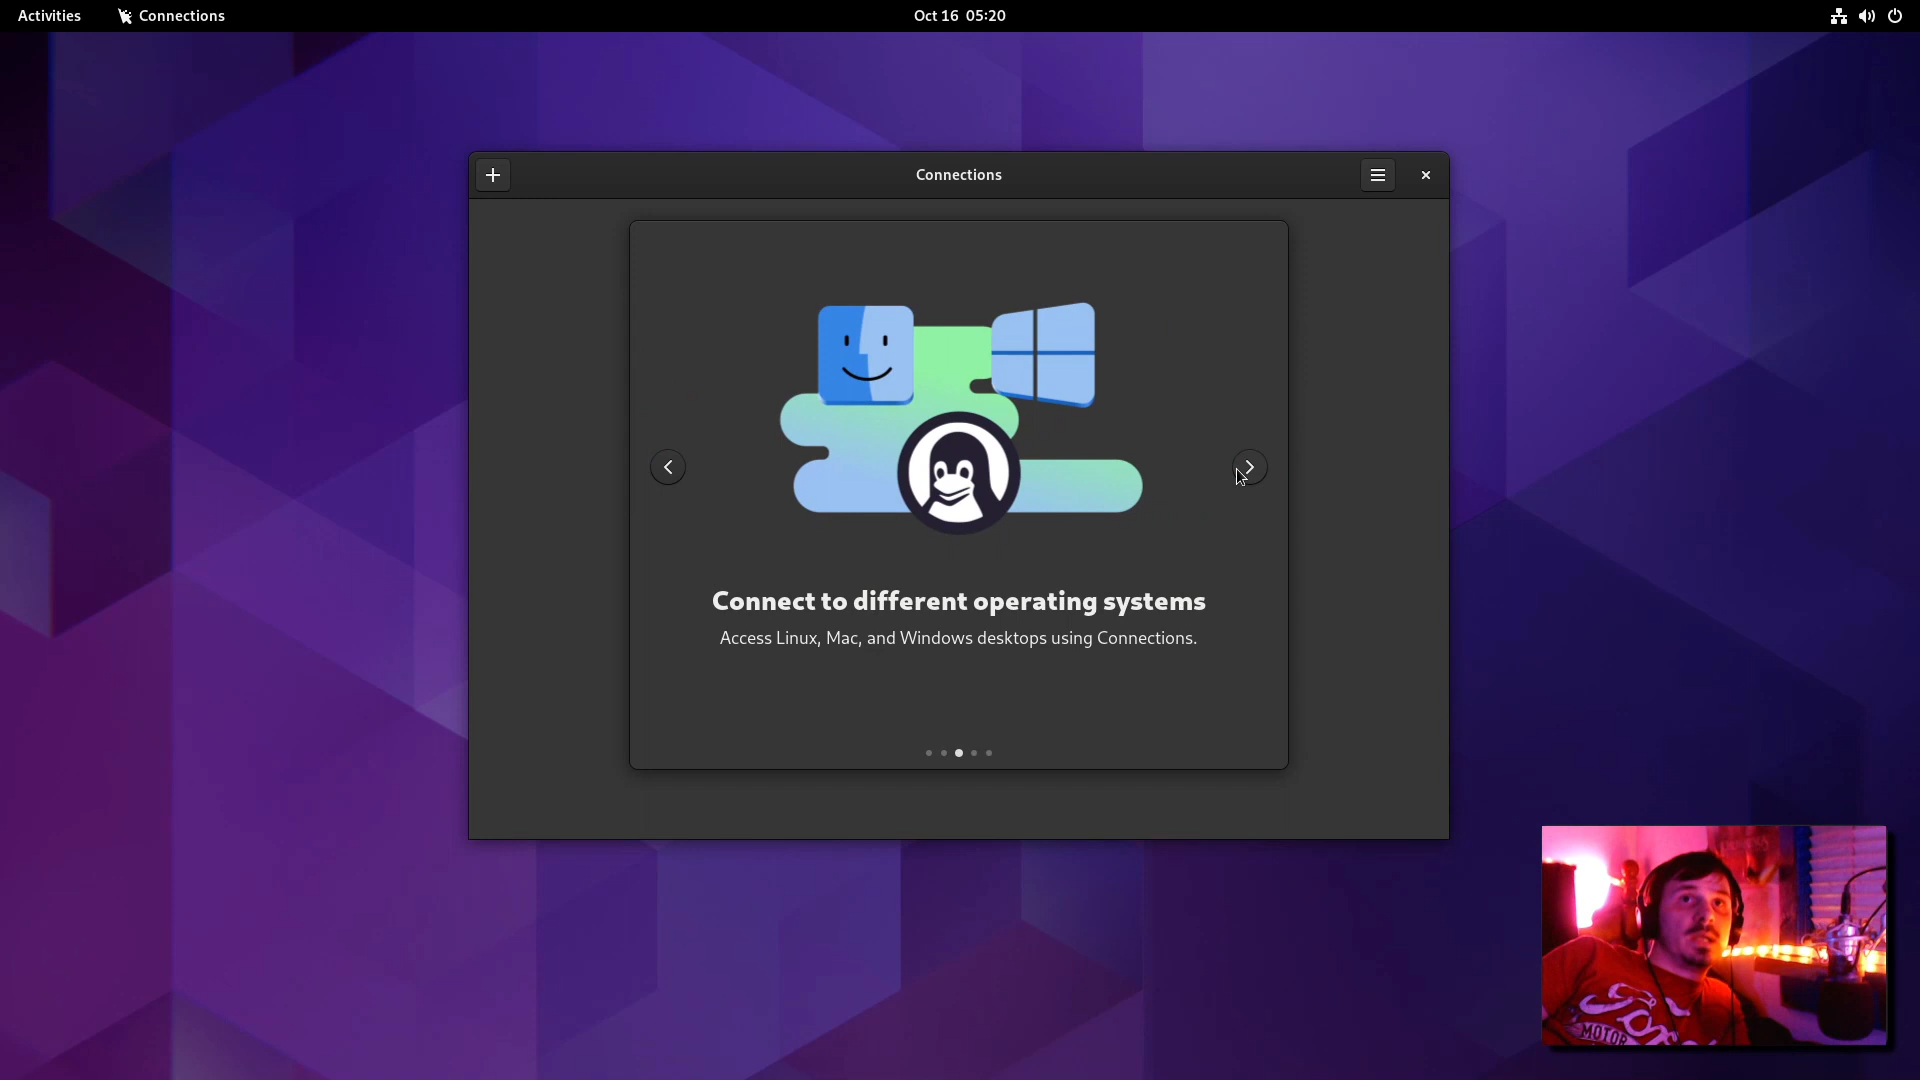 Activities
Connections
Oct 16 05:20
Connections
Connect to different operating systems
Access Linux, Mac, and Windows desktops using Connections.
MOTOR